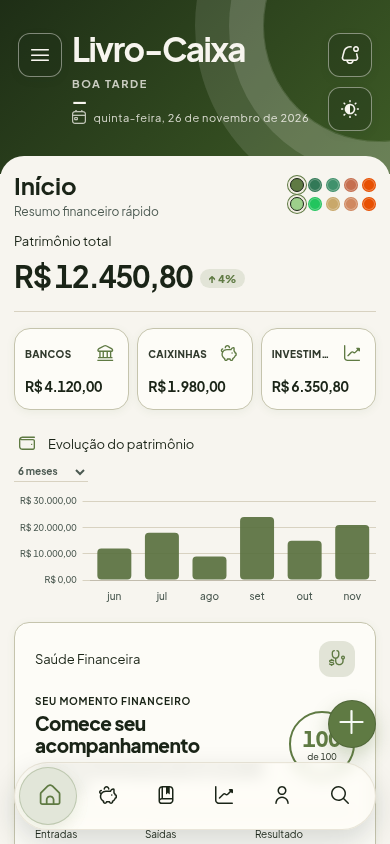 Livro-Caixa
BOA TARDE
quinta-feira, 26 de novembro de 2026
Início
Resumo financeiro rápido
Patrimônio total
R$ 12.450,80
↑ 4%
BANCOS
R$ 4.120,00
CAIXINHAS
R$ 1.980,00
INVESTIM…
R$ 6.350,80
Evolução do patrimônio
6 meses
R$ 30.000,00
R$ 20.000,00
R$ 10.000,00
R$ 0,00
jun jul ago set out nov
Saúde Financeira
SEU MOMENTO FINANCEIRO
Comece seu
acompanhamento
100
de 100
Entradas Saídas Resultado